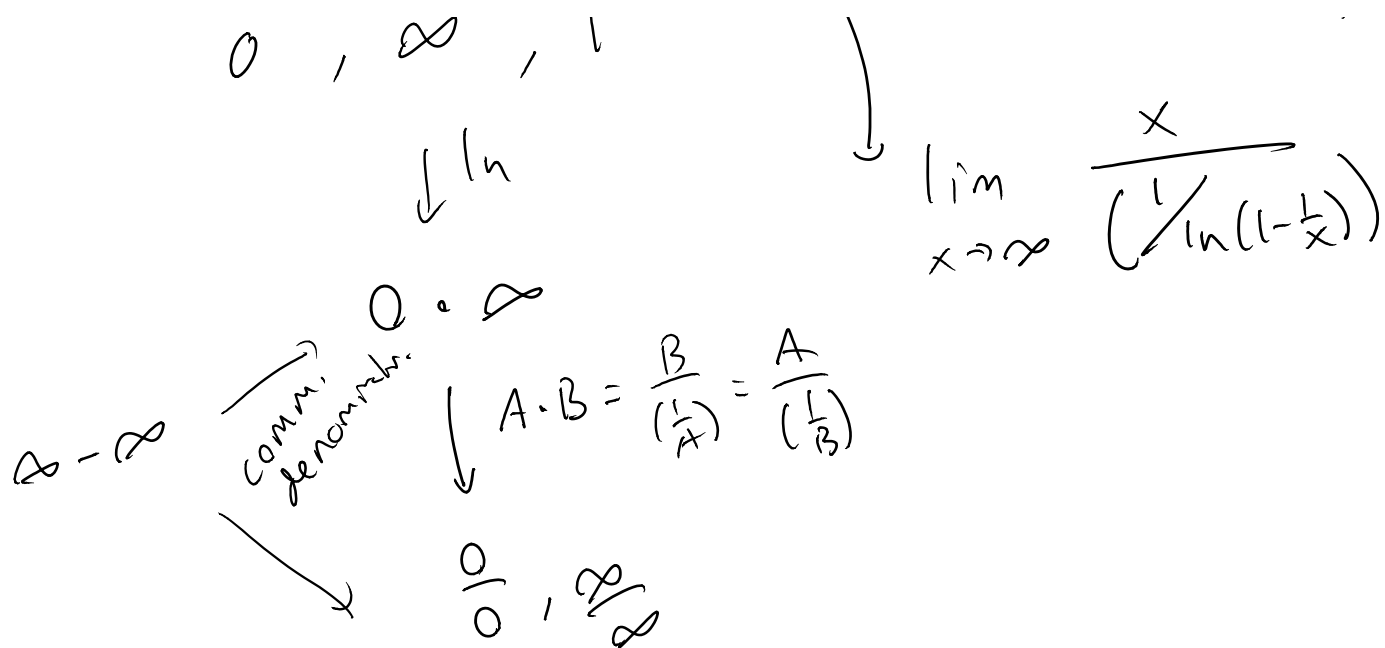 0 , ∞ , 1
↓ ln
lim x→∞ x / (1/ln(1-1/x))
0 · ∞
comm.
denominator.
A·B = B/(1/A) = A/(1/B)
∞ - ∞
0/0 , ∞/∞